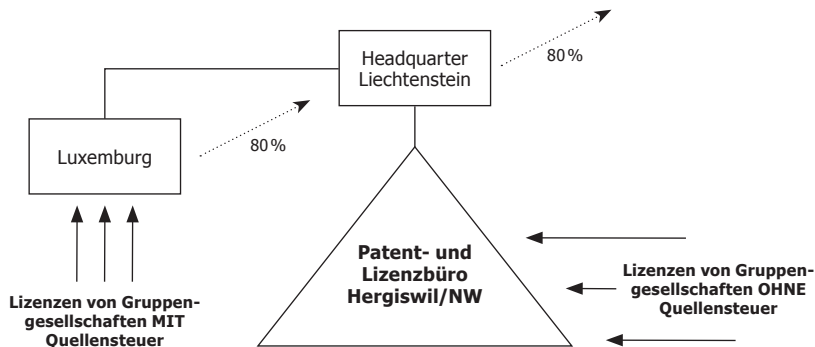 Headquarter
Liechtenstein
80 %
Luxemburg
80 %
Patent- und
Lizenzbüro
Hergiswil/NW
Lizenzen von Gruppen-
gesellschaften MIT
Quellensteuer
Lizenzen von Gruppen-
gesellschaften OHNE
Quellensteuer